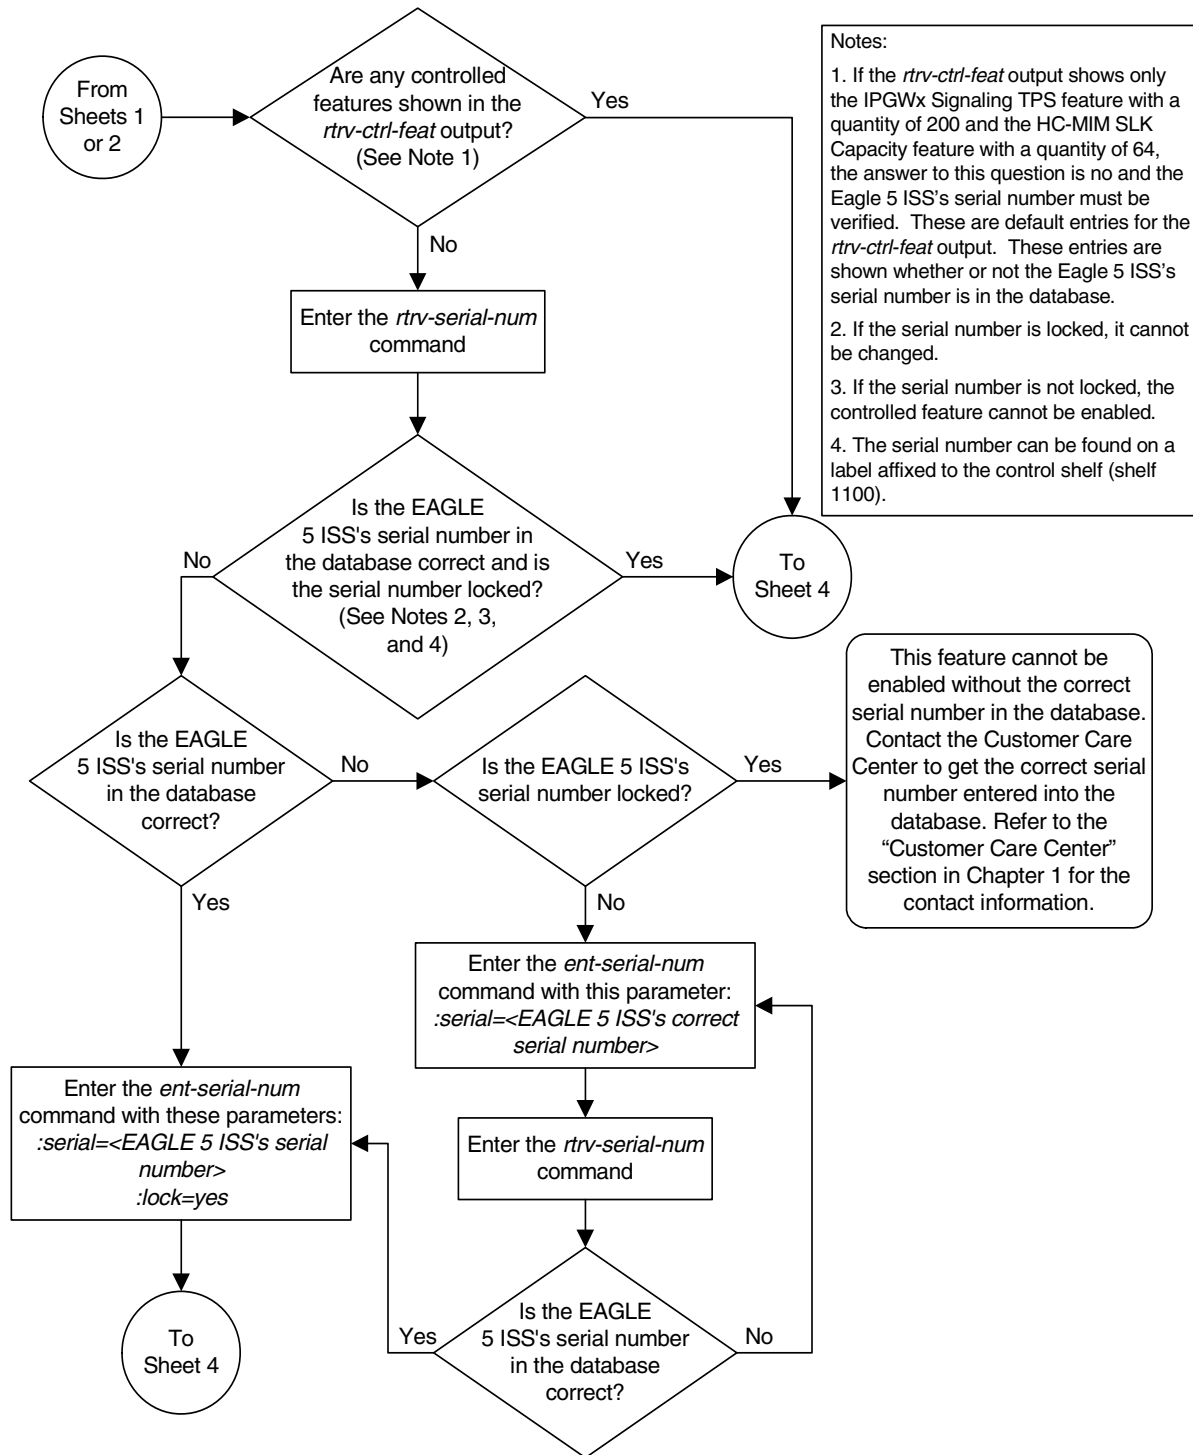 From
Sheets 1
or 2
Are any controlled
features shown in the
rtrv-ctrl-feat output?
(See Note 1)
Yes
No
Notes:
1. If the rtrv-ctrl-feat output shows only
the IPGWx Signaling TPS feature with a
quantity of 200 and the HC-MIM SLK
Capacity feature with a quantity of 64,
the answer to this question is no and the
Eagle 5 ISS's serial number must be
verified. These are default entries for the
rtrv-ctrl-feat output. These entries are
shown whether or not the Eagle 5 ISS's
serial number is in the database.
2. If the serial number is locked, it cannot
be changed.
3. If the serial number is not locked, the
controlled feature cannot be enabled.
4. The serial number can be found on a
label affixed to the control shelf (shelf
1100).
Enter the rtrv-serial-num
command
Is the EAGLE
5 ISS's serial number in
the database correct and is
the serial number locked?
(See Notes 2, 3,
and 4)
No
Yes
To
Sheet 4
Is the EAGLE
5 ISS's serial number
in the database
correct?
No
Yes
Is the EAGLE 5 ISS's
serial number locked?
Yes
No
This feature cannot be
enabled without the correct
serial number in the database.
Contact the Customer Care
Center to get the correct serial
number entered into the
database. Refer to the
“Customer Care Center”
section in Chapter 1 for the
contact information.
Enter the ent-serial-num
command with this parameter:
:serial=<EAGLE 5 ISS's correct
serial number>
Enter the ent-serial-num
command with these parameters:
:serial=<EAGLE 5 ISS's serial
number>
:lock=yes
Enter the rtrv-serial-num
command
Is the EAGLE
5 ISS's serial number
in the database
correct?
Yes
No
To
Sheet 4